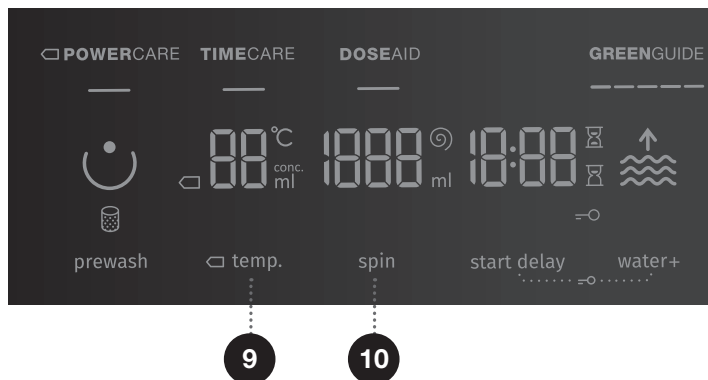 POWERCARE TIMECARE DOSEAID GREENGUIDE
88 °C conc. ml 1888 ml 18:88
prewash temp. spin start delay water+
9 10